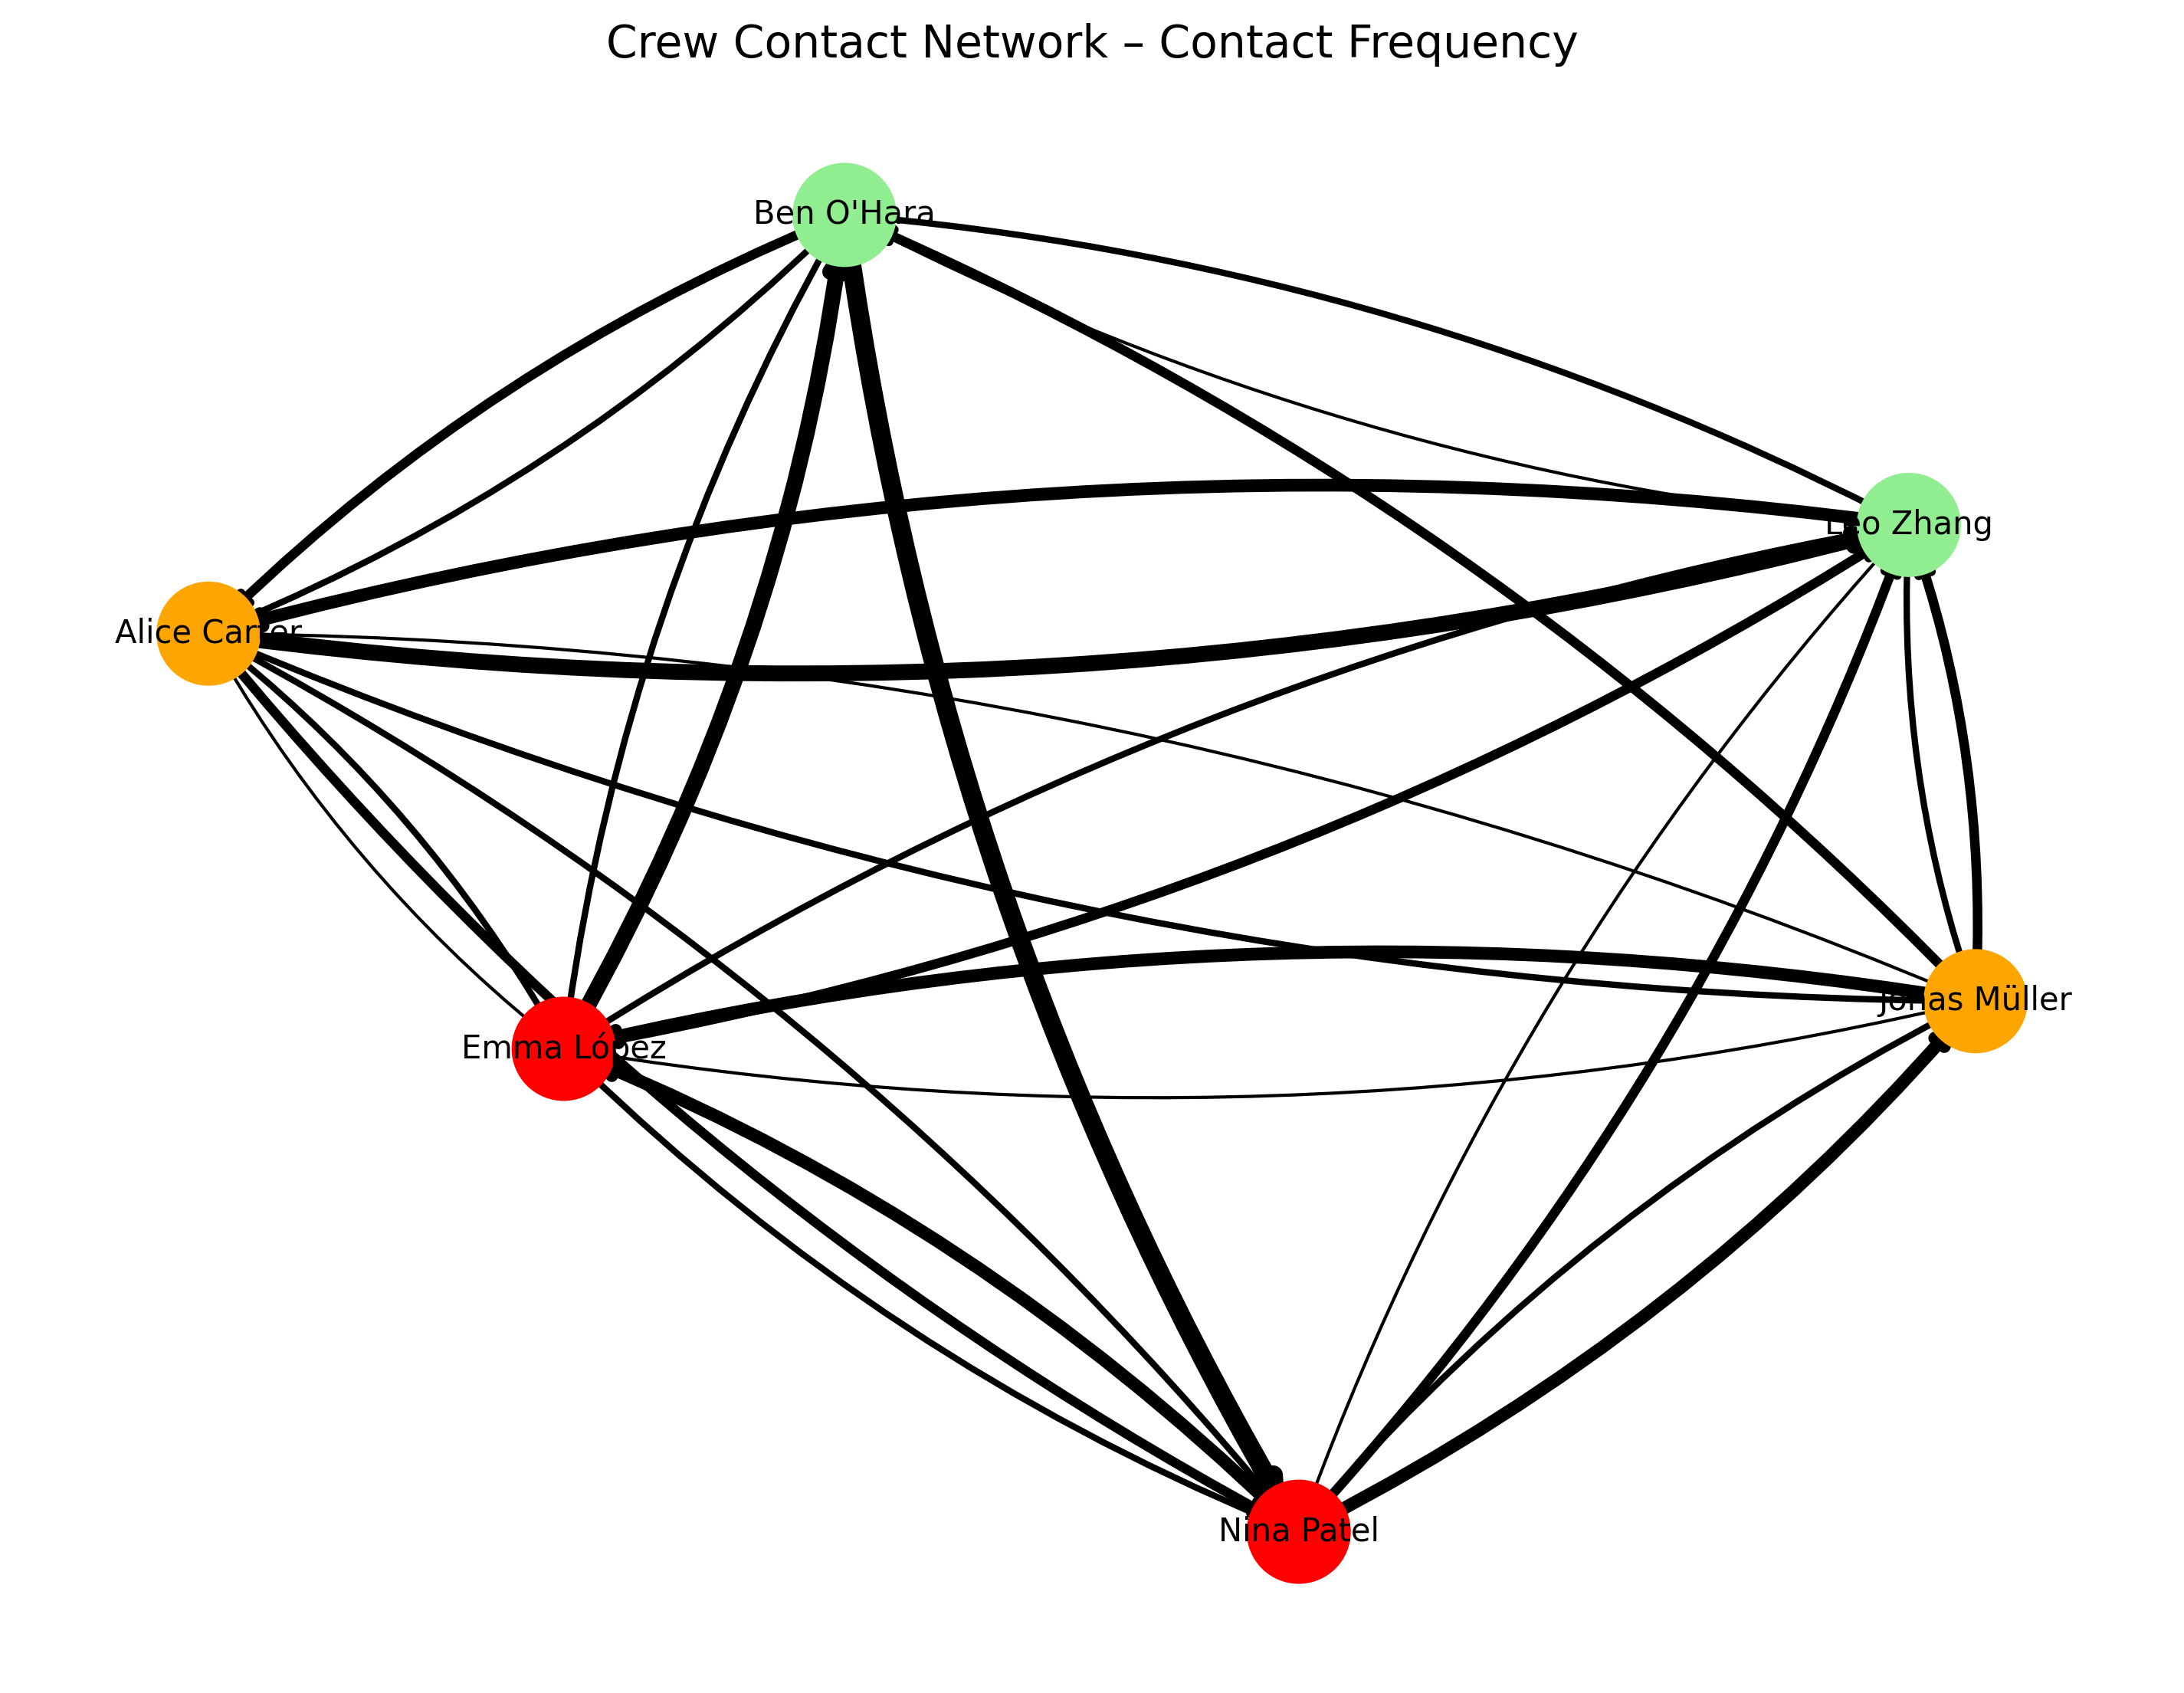 Crew Contact Network – Contact Frequency
Ben O'Hara
Leo Zhang
Alice Carter
Jonas Müller
Emma López
Nina Patel